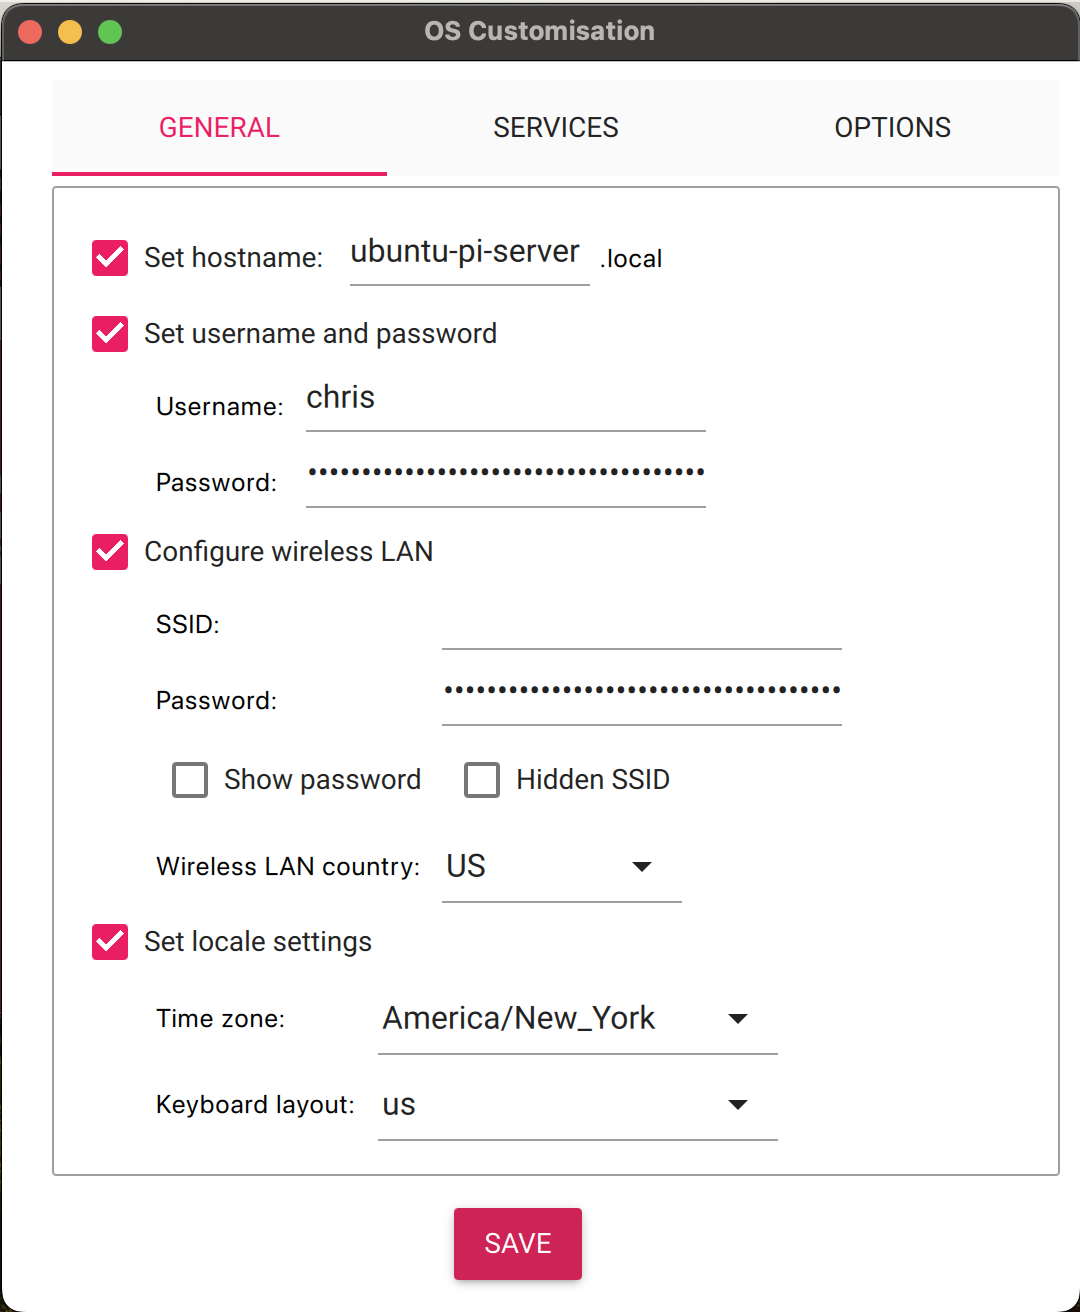 OS Customisation
GENERAL SERVICES OPTIONS
Set hostname: ubuntu-pi-server .local
Set username and password
Username: chris
Password: •••••••••••••••••••••••••••••••••••••
Configure wireless LAN
SSID:
Password: •••••••••••••••••••••••••••••••••••••
Show password Hidden SSID
Wireless LAN country: US
Set locale settings
Time zone: America/New_York
Keyboard layout: us
SAVE